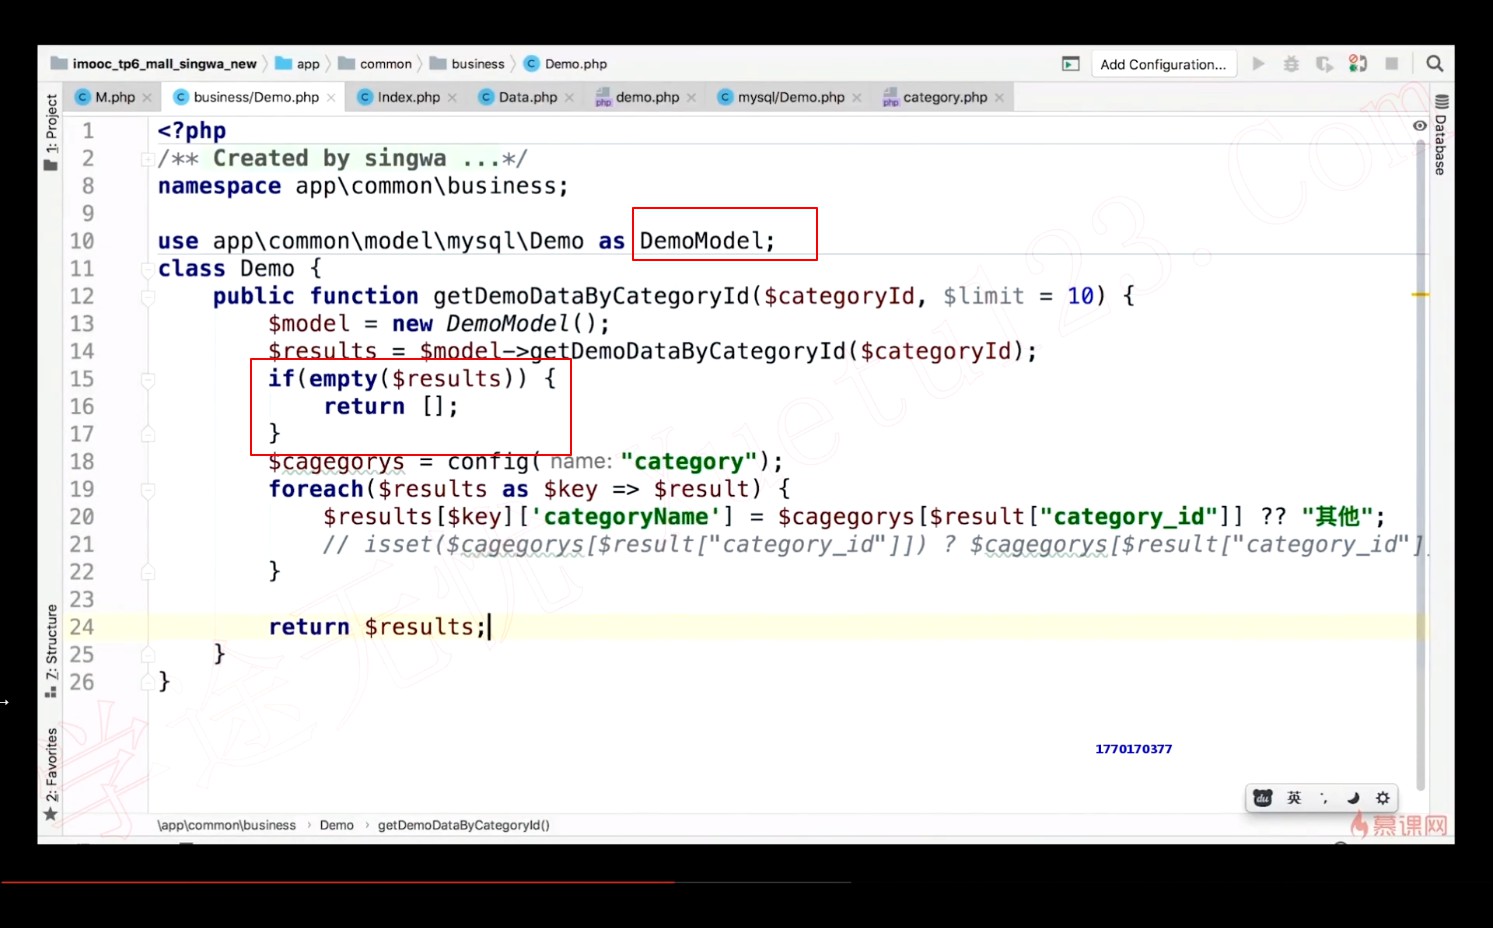 imooc_tp6_mall_singwa_new app common business Demo.php Add Configuration...
M.php business/Demo.php Index.php Data.php demo.php mysql/Demo.php category.php
1: Project
Database
1 <?php
2 /** Created by singwa ...*/
8 namespace app\common\business;
9
10 use app\common\model\mysql\Demo as DemoModel;
11 class Demo {
12 public function getDemoDataByCategoryId($categoryId, $limit = 10) {
13 $model = new DemoModel();
14 $results = $model->getDemoDataByCategoryId($categoryId);
15 if(empty($results)) {
16 return [];
17 }
18 $cagegorys = config( name: "category");
19 foreach($results as $key => $result) {
20 $results[$key]['categoryName'] = $cagegorys[$result["category_id"]] ?? "其他";
21 // isset($cagegorys[$result["category_id"]]) ? $cagegorys[$result["category_id"]
22 }
23
24 return $results;
25 }
26 }
Z: Structure
2: Favorites
1770170377
du 英
\app\common\business › Demo › getDemoDataByCategoryId()
慕课网